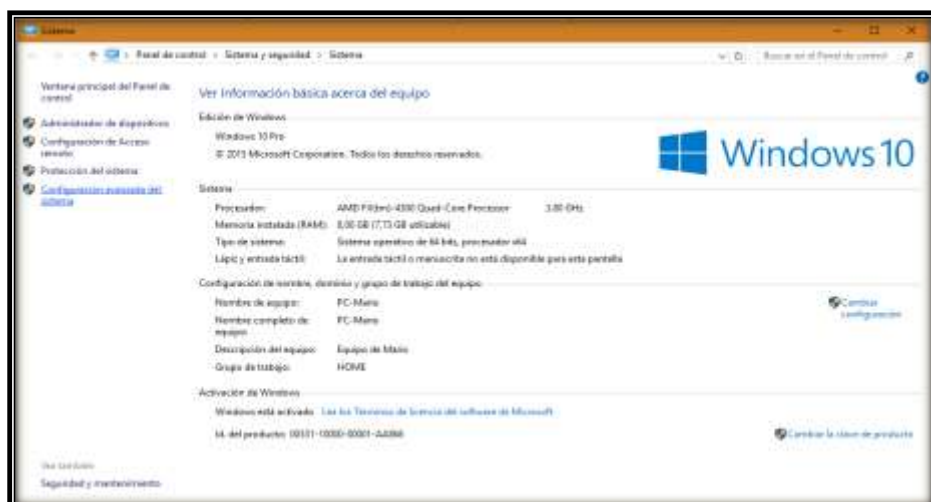 Sistema
Panel de control › Sistema y seguridad › Sistema
Buscar en el Panel de control
Ventana principal del Panel de
control
Administrador de dispositivos
Configuración de Acceso
remoto
Protección del sistema
Configuración avanzada del
sistema
Ver información básica acerca del equipo
Edición de Windows
Windows 10 Pro
© 2015 Microsoft Corporation. Todos los derechos reservados.
Windows 10
Sistema
Procesador: AMD FX(tm)-4300 Quad-Core Processor 3.80 GHz
Memoria instalada (RAM): 8,00 GB (7,75 GB utilizable)
Tipo de sistema: Sistema operativo de 64 bits, procesador x64
Lápiz y entrada táctil: La entrada táctil o manuscrita no está disponible para esta pantalla
Configuración de nombre, dominio y grupo de trabajo del equipo
Nombre de equipo: PC-Mario
Cambiar
configuración
Nombre completo de
equipo: PC-Mario
Descripción del equipo: Equipo de Mario
Grupo de trabajo: HOME
Activación de Windows
Windows está activado Lea los Términos de licencia del software de Microsoft
Id. del producto:
Cambiar la clave de producto
Vea también
Seguridad y mantenimiento